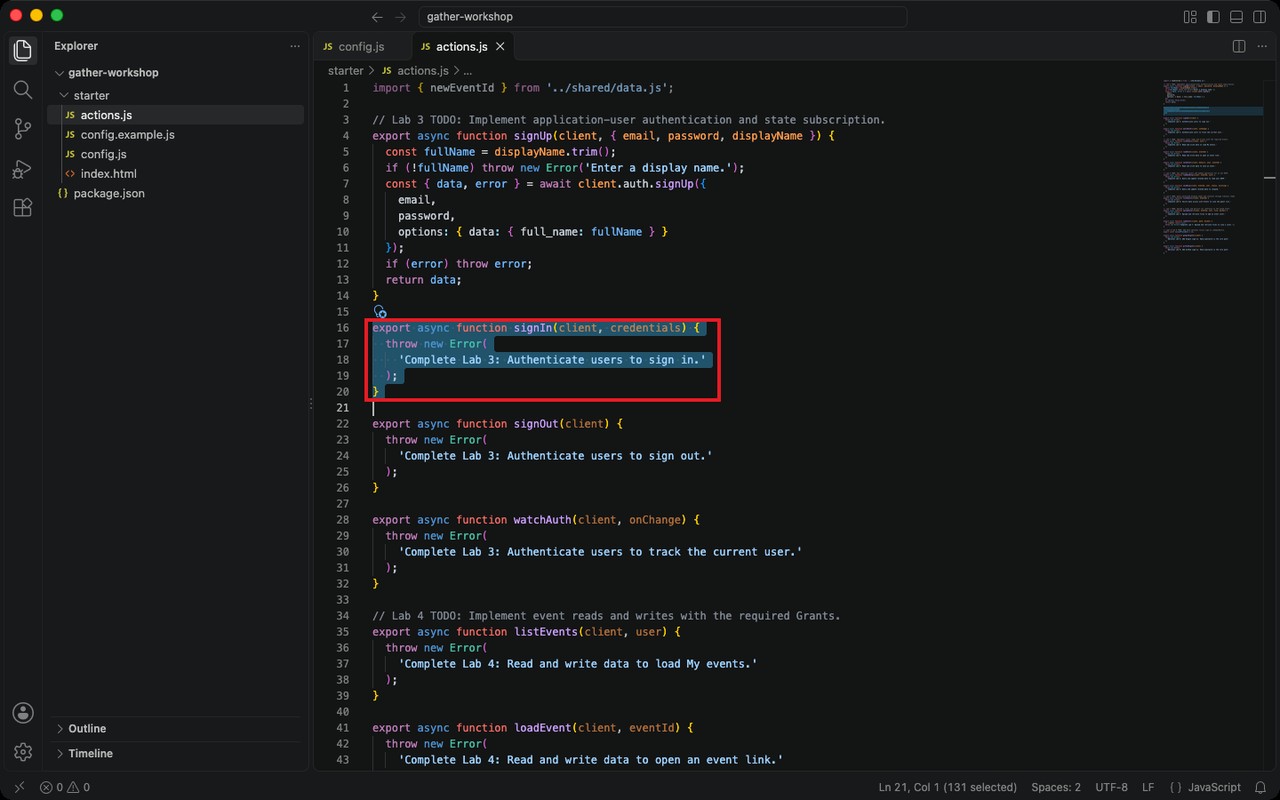 gather-workshop
Explorer
gather-workshop
starter
JS actions.js
JS config.example.js
JS config.js
<> index.html
{} package.json
Outline
Timeline
JS config.js
JS actions.js
starter > JS actions.js > ...
1 import { newEventId } from '../shared/data.js';
2
3 // Lab 3 TODO: Implement application-user authentication and state subscription.
4 export async function signUp(client, { email, password, displayName }) {
5 const fullName = displayName.trim();
6 if (!fullName) throw new Error('Enter a display name.');
7 const { data, error } = await client.auth.signUp({
8 email,
9 password,
10 options: { data: { full_name: fullName } }
11 });
12 if (error) throw error;
13 return data;
14 }
15
16 export async function signIn(client, credentials) {
17 throw new Error(
18 'Complete Lab 3: Authenticate users to sign in.'
19 );
20 }
21
22 export async function signOut(client) {
23 throw new Error(
24 'Complete Lab 3: Authenticate users to sign out.'
25 );
26 }
27
28 export async function watchAuth(client, onChange) {
29 throw new Error(
30 'Complete Lab 3: Authenticate users to track the current user.'
31 );
32 }
33
34 // Lab 4 TODO: Implement event reads and writes with the required Grants.
35 export async function listEvents(client, user) {
36 throw new Error(
37 'Complete Lab 4: Read and write data to load My events.'
38 );
39 }
40
41 export async function loadEvent(client, eventId) {
42 throw new Error(
43 'Complete Lab 4: Read and write data to open an event link.'
0 0
Ln 21, Col 1 (131 selected) Spaces: 2 UTF-8 LF { } JavaScript